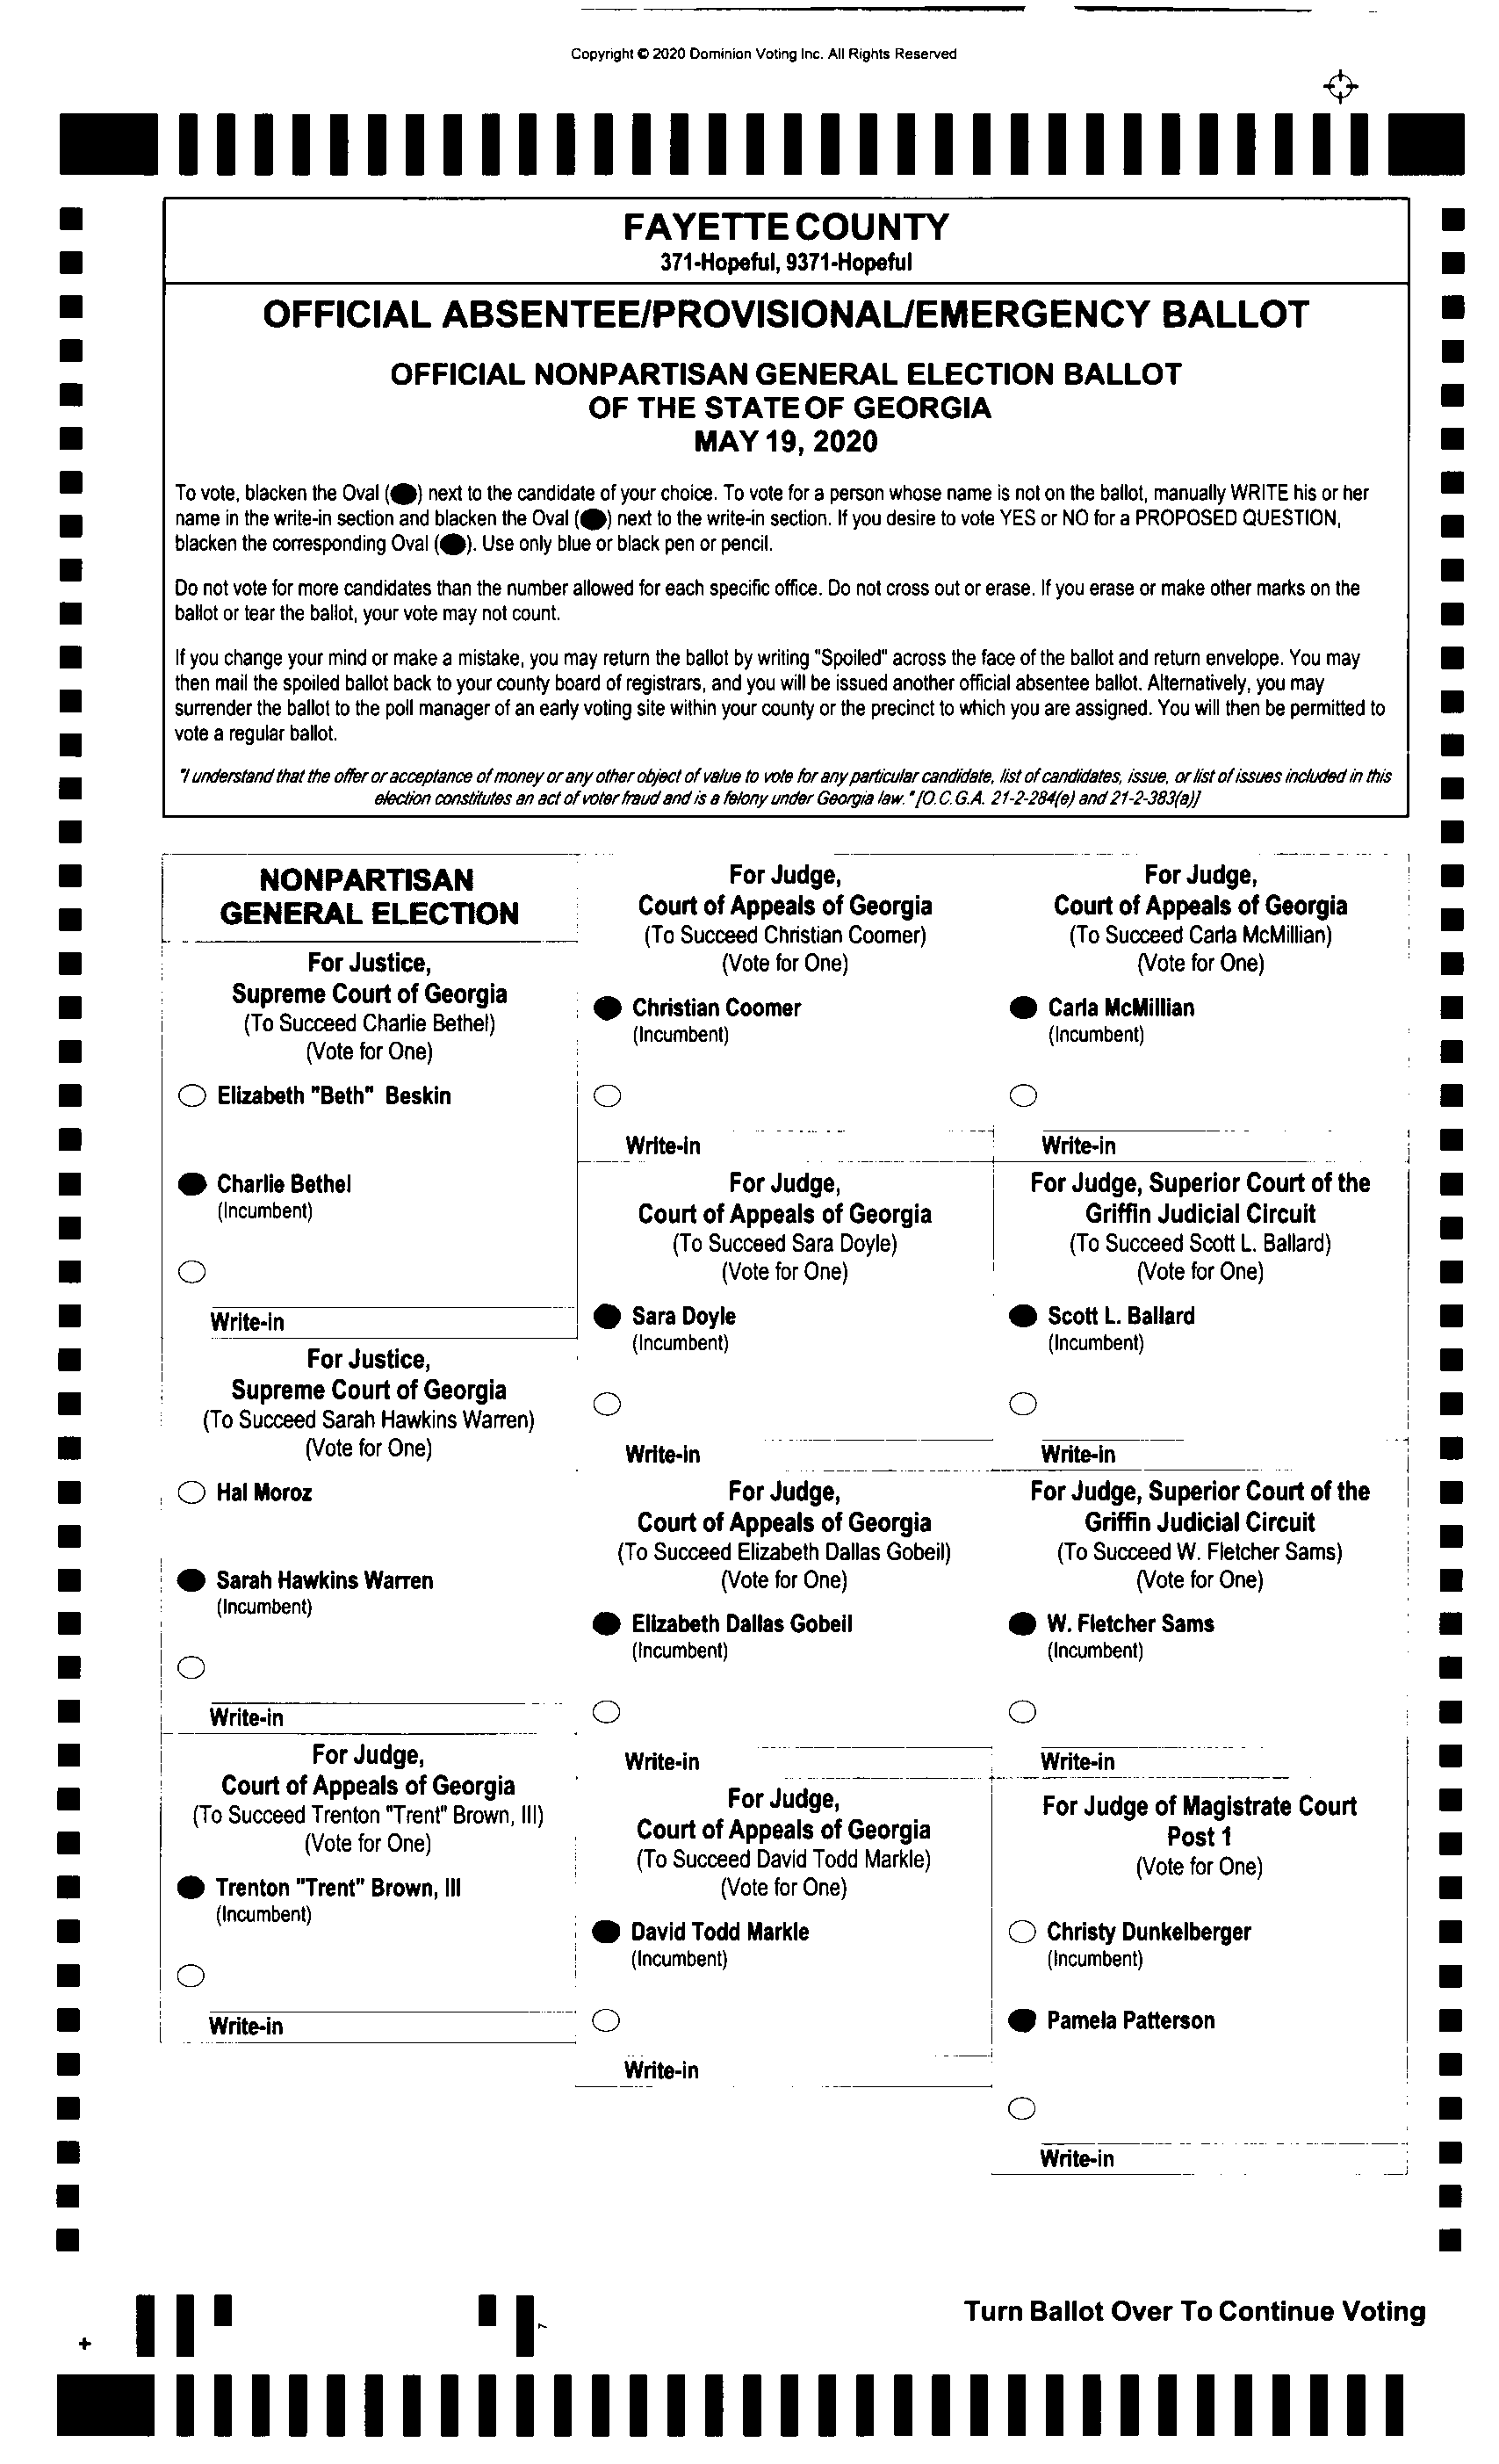 Copyright © 2020 Dominion Voting Inc. All Rights Reserved
FAYETTE COUNTY
371-Hopeful, 9371-Hopeful
OFFICIAL ABSENTEE/PROVISIONAL/EMERGENCY BALLOT
OFFICIAL NONPARTISAN GENERAL ELECTION BALLOT
OF THE STATE OF GEORGIA
MAY 19, 2020
To vote, blacken the Oval (⬬) next to the candidate of your choice. To vote for a person whose name is not on the ballot, manually WRITE his or her
name in the write-in section and blacken the Oval (⬬) next to the write-in section. If you desire to vote YES or NO for a PROPOSED QUESTION,
blacken the corresponding Oval (⬬). Use only blue or black pen or pencil.
Do not vote for more candidates than the number allowed for each specific office. Do not cross out or erase. If you erase or make other marks on the
ballot or tear the ballot, your vote may not count.
If you change your mind or make a mistake, you may return the ballot by writing "Spoiled" across the face of the ballot and return envelope. You may
then mail the spoiled ballot back to your county board of registrars, and you will be issued another official absentee ballot. Alternatively, you may
surrender the ballot to the poll manager of an early voting site within your county or the precinct to which you are assigned. You will then be permitted to
vote a regular ballot.
"I understand that the offer or acceptance of money or any other object of value to vote for any particular candidate, list of candidates, issue, or list of issues included in this
election constitutes an act of voter fraud and is a felony under Georgia law." [O.C.G.A. 21-2-284(e) and 21-2-383(a)]
NONPARTISAN
GENERAL ELECTION
For Justice,
Supreme Court of Georgia
(To Succeed Charlie Bethel)
(Vote for One)
Elizabeth "Beth" Beskin
Charlie Bethel
(Incumbent)
Write-in
For Justice,
Supreme Court of Georgia
(To Succeed Sarah Hawkins Warren)
(Vote for One)
Hal Moroz
Sarah Hawkins Warren
(Incumbent)
Write-in
For Judge,
Court of Appeals of Georgia
(To Succeed Trenton "Trent" Brown, III)
(Vote for One)
Trenton "Trent" Brown, III
(Incumbent)
Write-in
For Judge,
Court of Appeals of Georgia
(To Succeed Christian Coomer)
(Vote for One)
Christian Coomer
(Incumbent)
Write-in
For Judge,
Court of Appeals of Georgia
(To Succeed Sara Doyle)
(Vote for One)
Sara Doyle
(Incumbent)
Write-in
For Judge,
Court of Appeals of Georgia
(To Succeed Elizabeth Dallas Gobeil)
(Vote for One)
Elizabeth Dallas Gobeil
(Incumbent)
Write-in
For Judge,
Court of Appeals of Georgia
(To Succeed David Todd Markle)
(Vote for One)
David Todd Markle
(Incumbent)
Write-in
For Judge,
Court of Appeals of Georgia
(To Succeed Carla McMillian)
(Vote for One)
Carla McMillian
(Incumbent)
Write-in
For Judge, Superior Court of the
Griffin Judicial Circuit
(To Succeed Scott L. Ballard)
(Vote for One)
Scott L. Ballard
(Incumbent)
Write-in
For Judge, Superior Court of the
Griffin Judicial Circuit
(To Succeed W. Fletcher Sams)
(Vote for One)
W. Fletcher Sams
(Incumbent)
Write-in
For Judge of Magistrate Court
Post 1
(Vote for One)
Christy Dunkelberger
(Incumbent)
Pamela Patterson
Write-in
Turn Ballot Over To Continue Voting